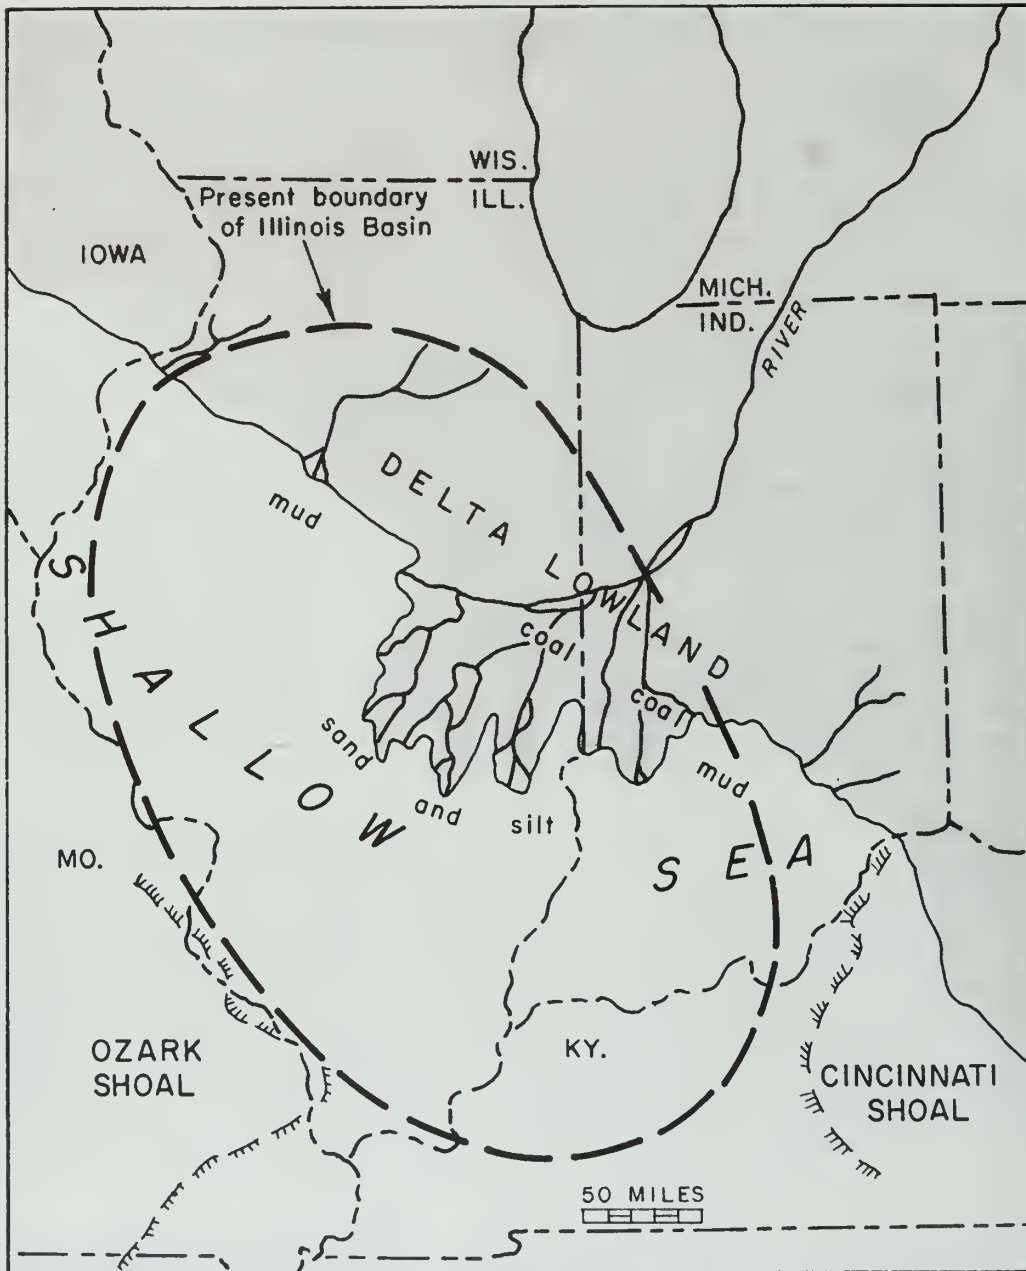 WIS.
ILL.
Present boundary
of Illinois Basin
IOWA
MICH.
IND.
RIVER
DELTA LOWLAND
mud
coal
coal
SHALLOW SEA
sand and silt
mud
MO.
OZARK
SHOAL
KY.
CINCINNATI
SHOAL
50 MILES